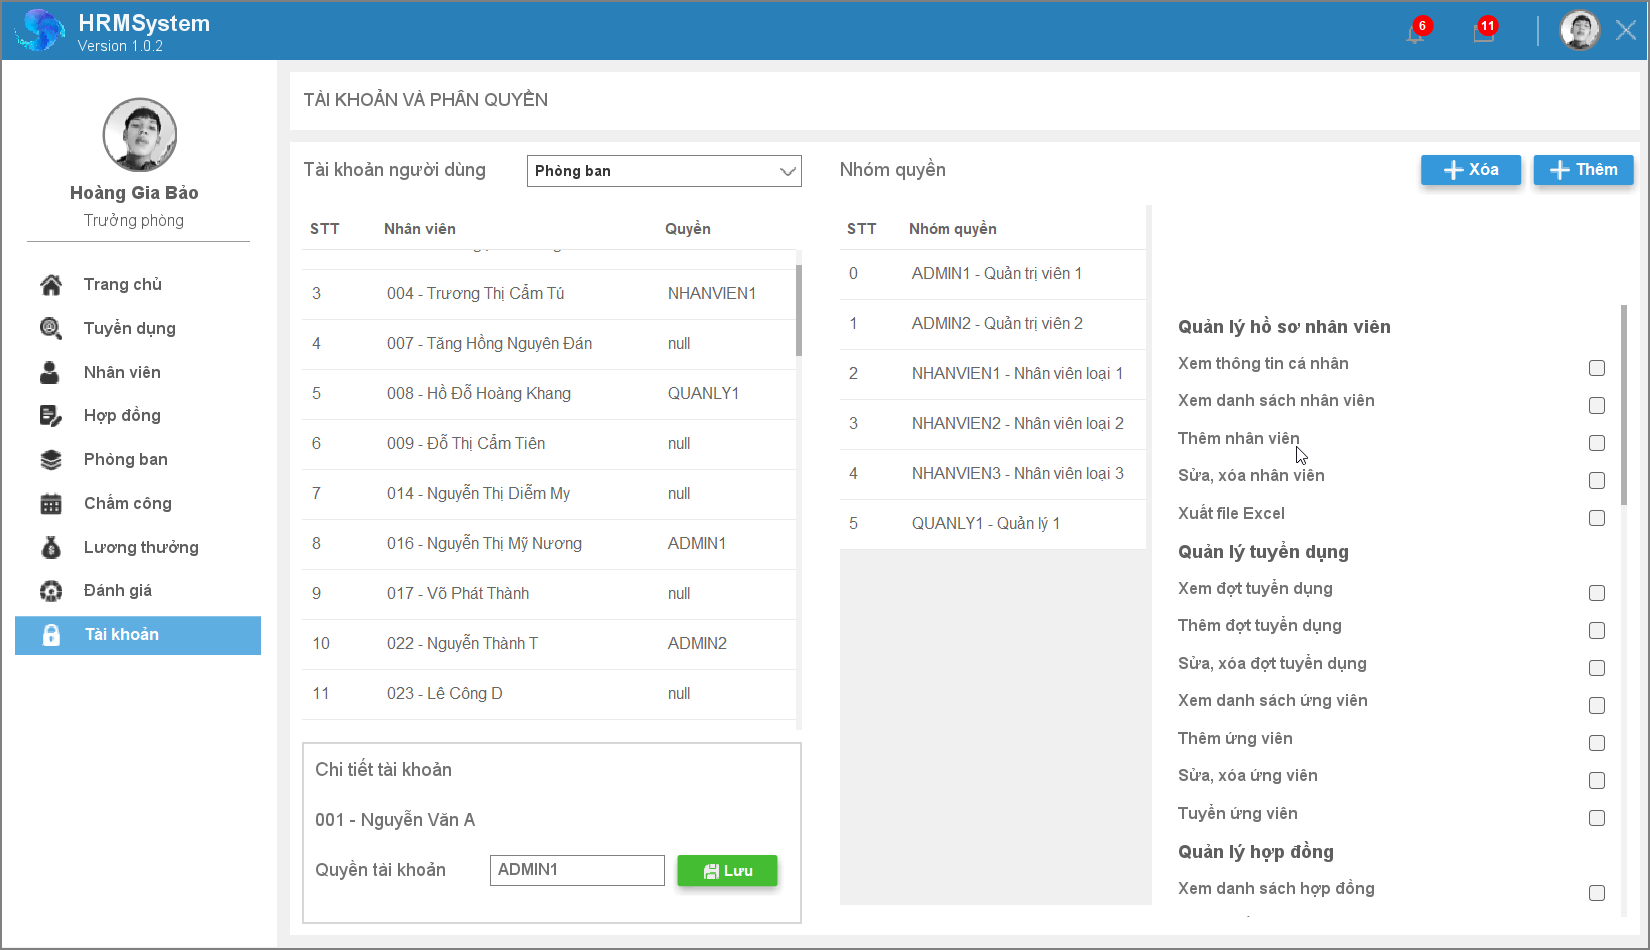 HRMSystem
Version 1.0.2
6
11
Hoàng Gia Bảo
Trưởng phòng
Trang chủ
Tuyển dụng
Nhân viên
Hợp đồng
Phòng ban
Chấm công
Lương thưởng
Đánh giá
Tài khoản
TÀI KHOẢN VÀ PHÂN QUYỀN
Tài khoản người dùng
Phòng ban
STT Nhân viên Quyền
3 004 - Trương Thị Cẩm Tú NHANVIEN1
4 007 - Tăng Hồng Nguyên Đán null
5 008 - Hồ Đỗ Hoàng Khang QUANLY1
6 009 - Đỗ Thị Cẩm Tiên null
7 014 - Nguyễn Thị Diễm My null
8 016 - Nguyễn Thị Mỹ Nương ADMIN1
9 017 - Võ Phát Thành null
10 022 - Nguyễn Thành T ADMIN2
11 023 - Lê Công D null
Chi tiết tài khoản
001 - Nguyễn Văn A
Quyền tài khoản ADMIN1 Lưu
Nhóm quyền
Xóa Thêm
STT Nhóm quyền
0 ADMIN1 - Quản trị viên 1
1 ADMIN2 - Quản trị viên 2
2 NHANVIEN1 - Nhân viên loại 1
3 NHANVIEN2 - Nhân viên loại 2
4 NHANVIEN3 - Nhân viên loại 3
5 QUANLY1 - Quản lý 1
Quản lý hồ sơ nhân viên
Xem thông tin cá nhân
Xem danh sách nhân viên
Thêm nhân viên
Sửa, xóa nhân viên
Xuất file Excel
Quản lý tuyển dụng
Xem đợt tuyển dụng
Thêm đợt tuyển dụng
Sửa, xóa đợt tuyển dụng
Xem danh sách ứng viên
Thêm ứng viên
Sửa, xóa ứng viên
Tuyển ứng viên
Quản lý hợp đồng
Xem danh sách hợp đồng